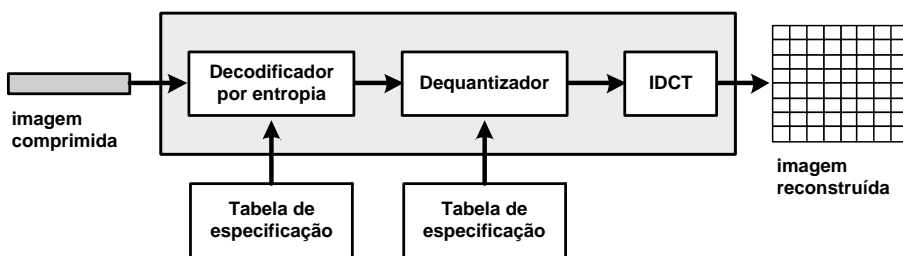 Decodificador
por entropia
Dequantizador
IDCT
imagem
comprimida
imagem
reconstruída
Tabela de
especificação
Tabela de
especificação